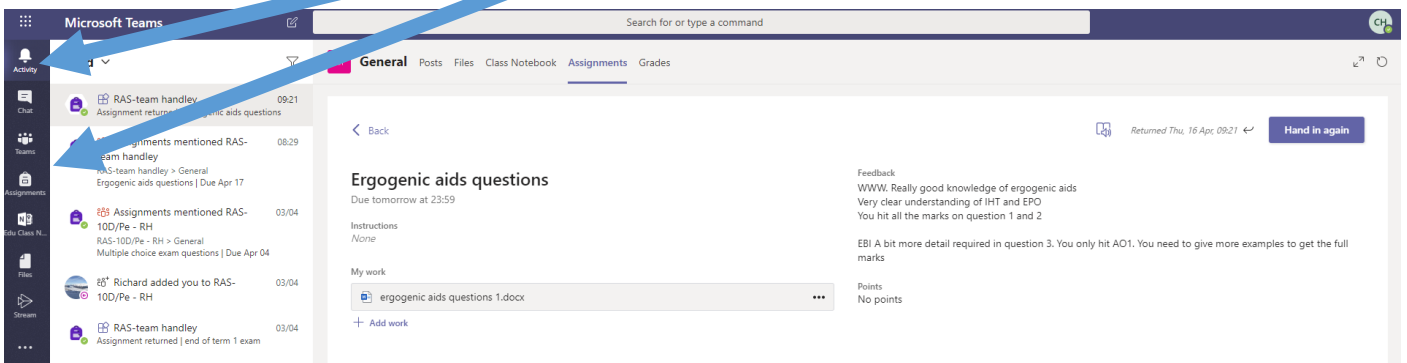 Microsoft Teams
Search for or type a command
CH
Activity
Chat
Teams
Assignments
Edu Class N...
Files
Stream
RAS-team handley 09:21
Assignment returned aids questions
mentioned RAS- 08:29
team handley
RAS-team handley > General
Ergogenic aids questions | Due Apr 17
Assignments mentioned RAS- 03/04
10D/Pe - RH
RAS-10D/Pe - RH > General
Multiple choice exam questions | Due Apr 04
Richard added you to RAS- 03/04
10D/Pe - RH
RAS-team handley 03/04
Assignment returned | end of term 1 exam
General Posts Files Class Notebook Assignments Grades
Back
Returned Thu, 16 Apr, 09:21
Hand in again
Ergogenic aids questions
Due tomorrow at 23:59
Instructions
None
My work
ergogenic aids questions 1.docx
+ Add work
Feedback
WWW. Really good knowledge of ergogenic aids
Very clear understanding of IHT and EPO
You hit all the marks on question 1 and 2
EBI A bit more detail required in question 3. You only hit AO1. You need to give more examples to get the full
marks
Points
No points